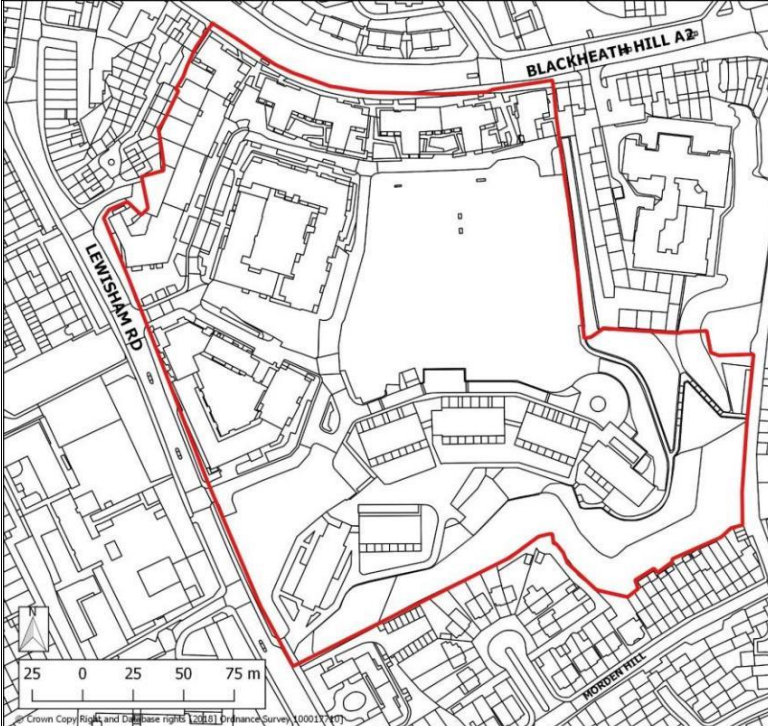 BLACKHEATH HILL A2
LEWISHAM RD
MORDEN HILL
N
25 0 25 50 75 m
© Crown Copy Right and Database rights [2018] Ordnance Survey